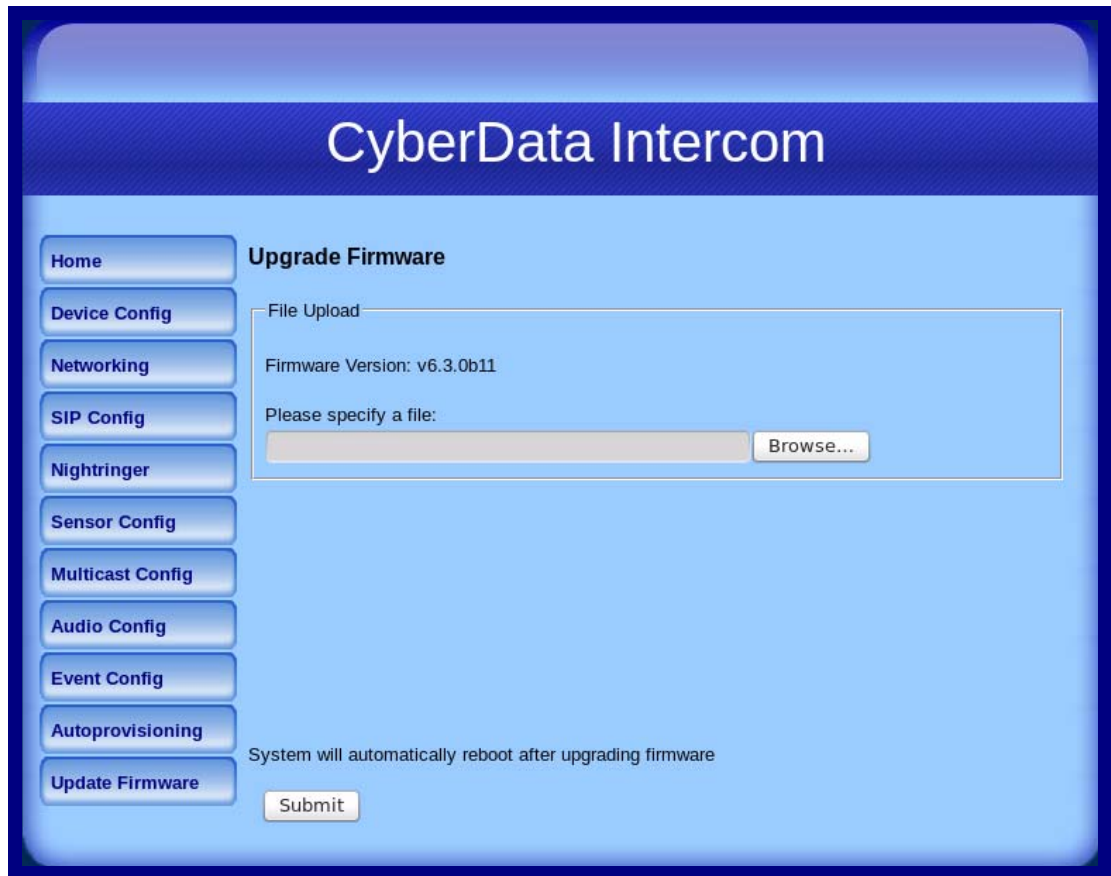 CyberData Intercom
Home
Device Config
Networking
SIP Config
Nightringer
Sensor Config
Multicast Config
Audio Config
Event Config
Autoprovisioning
Update Firmware
Upgrade Firmware
File Upload
Firmware Version: v6.3.0b11
Please specify a file:
Browse...
System will automatically reboot after upgrading firmware
Submit